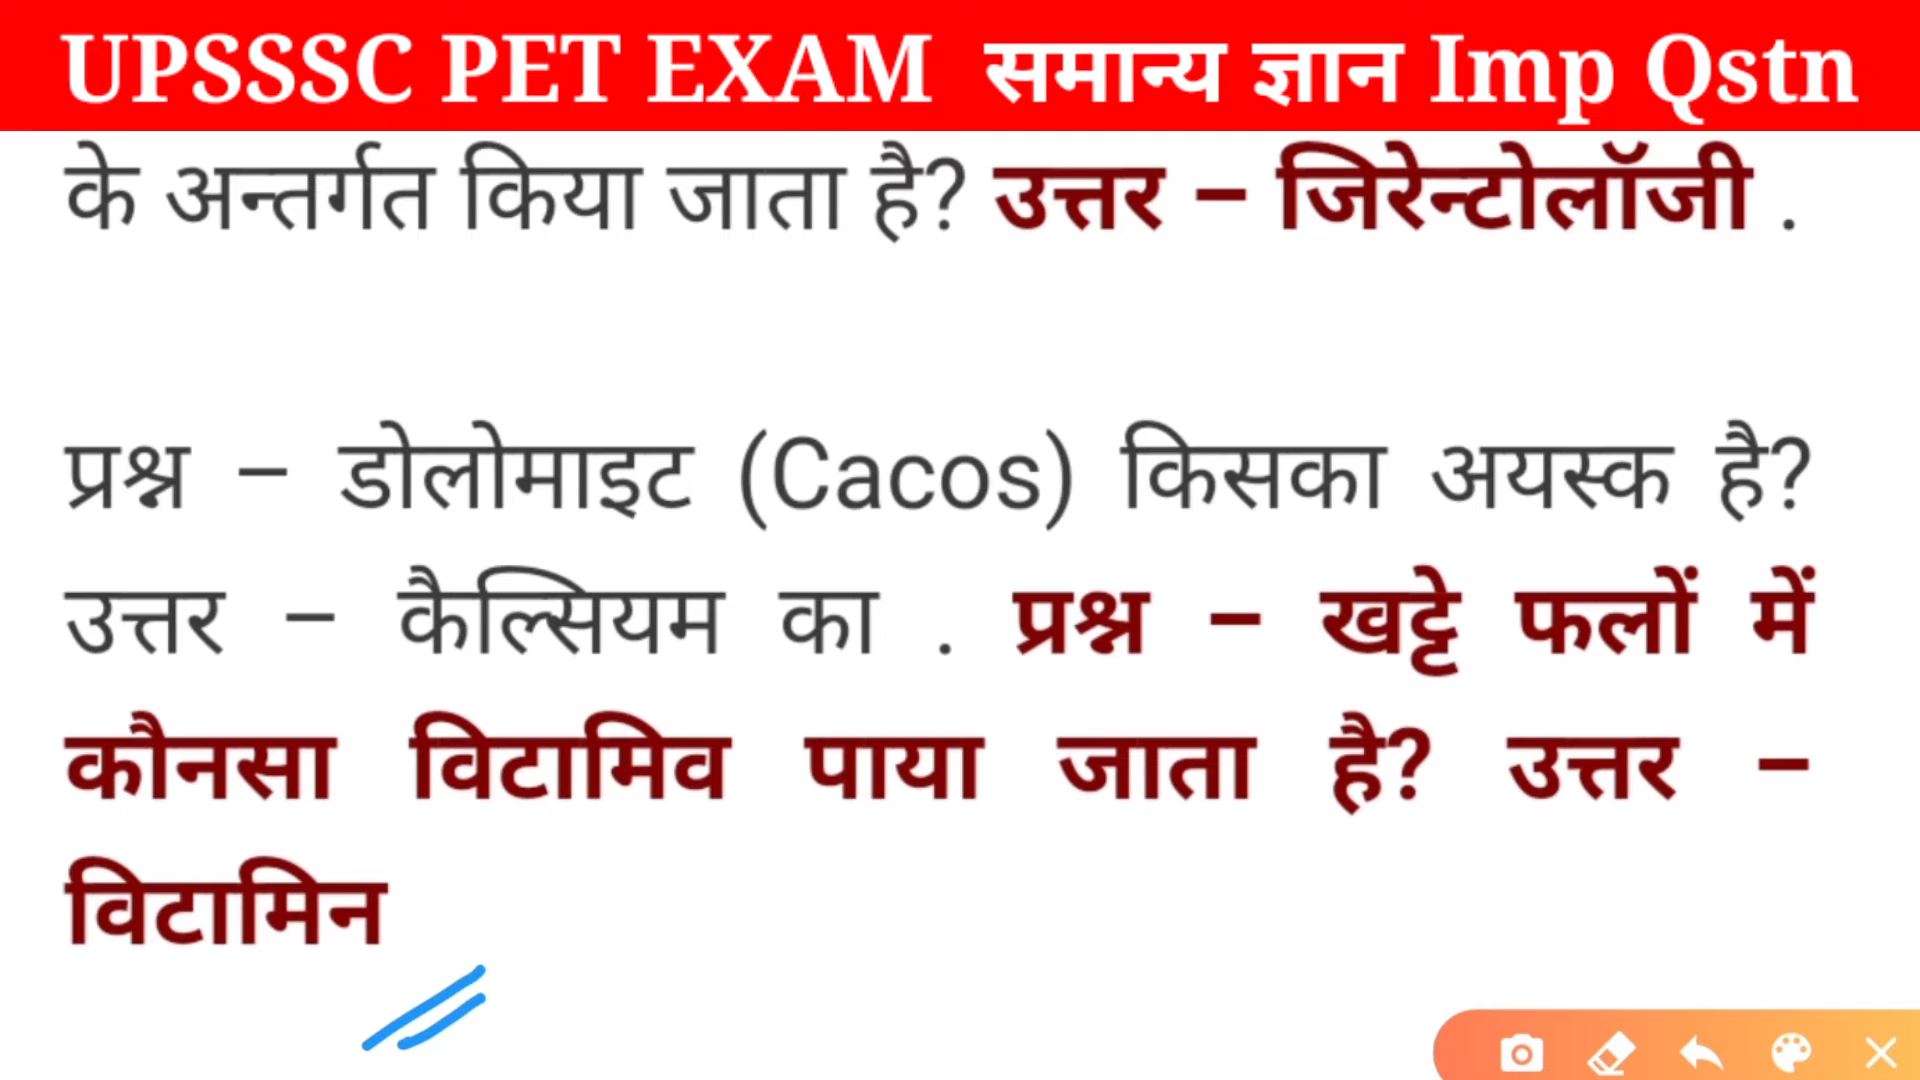 UPSSSC PET EXAM समान्य ज्ञान Imp Qstn
के अन्तर्गत किया जाता है? उत्तर – जिरेन्टोलॉजी .
प्रश्न – डोलोमाइट (Cacos) किसका अयस्क है?
उत्तर – कैल्सियम का . प्रश्न – खट्टे फलों में
कौनसा विटामिव पाया जाता है? उत्तर –
विटामिन